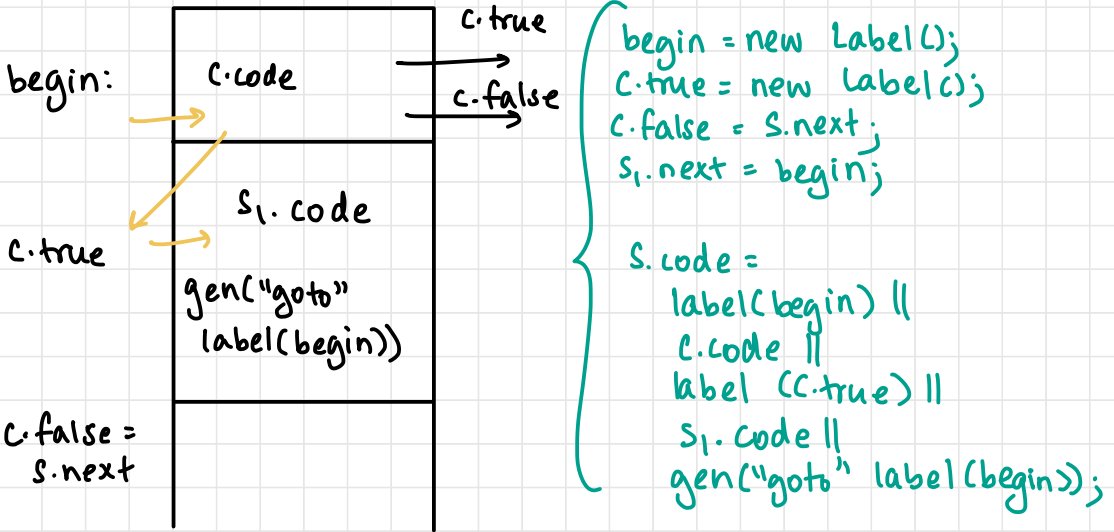 begin:
C.code
C.true
C.false
S₁.code
C.true
gen("goto"
label(begin))
C.false =
S.next
begin = new Label();
C.true = new Label();
C.false = S.next;
S₁.next = begin;
S.code =
label(begin) ||
C.code ||
label (C.true) ||
S₁.code ||
gen("goto" label(begin));